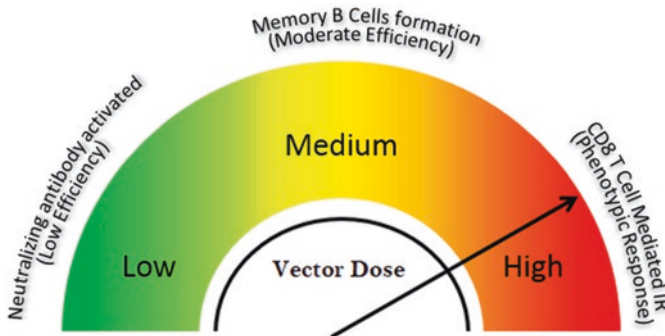 Neutralizing antibody activated
(Low Efficiency)
Memory B Cells formation
(Moderate Efficiency)
CD8 T Cell Mediated IR
(Phenotypic Response)
Low
Medium
High
Vector Dose